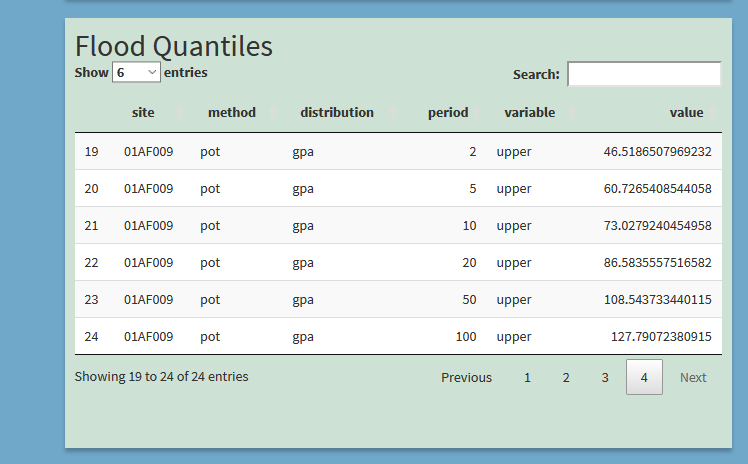 Flood Quantiles
Show 6 entries Search:
site method distribution period variable value
19 01AF009 pot gpa 2 upper 46.5186507969232
20 01AF009 pot gpa 5 upper 60.7265408544058
21 01AF009 pot gpa 10 upper 73.0279240454958
22 01AF009 pot gpa 20 upper 86.5835557516582
23 01AF009 pot gpa 50 upper 108.543733440115
24 01AF009 pot gpa 100 upper 127.79072380915
Showing 19 to 24 of 24 entries Previous 1 2 3 4 Next